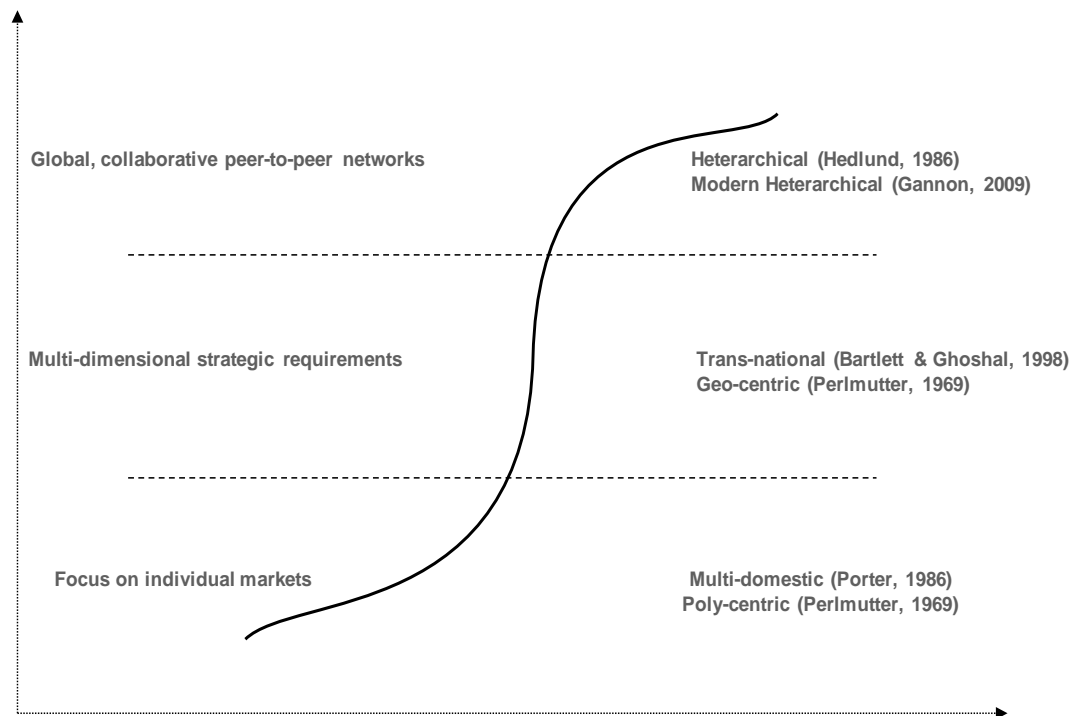 Global, collaborative peer-to-peer networks
Heterarchical (Hedlund, 1986)
Modern Heterarchical (Gannon, 2009)
Multi-dimensional strategic requirements
Trans-national (Bartlett & Ghoshal, 1998)
Geo-centric (Perlmutter, 1969)
Focus on individual markets
Multi-domestic (Porter, 1986)
Poly-centric (Perlmutter, 1969)